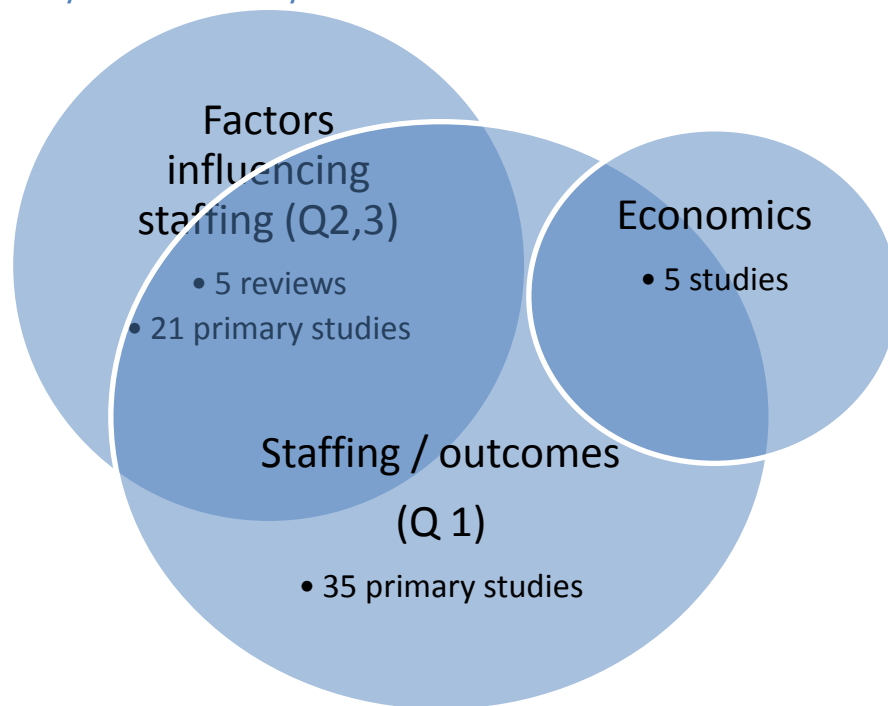 Factors
influencing
staffing (Q2,3)
• 5 reviews
• 21 primary studies
Economics
• 5 studies
Staffing / outcomes
(Q 1)
• 35 primary studies